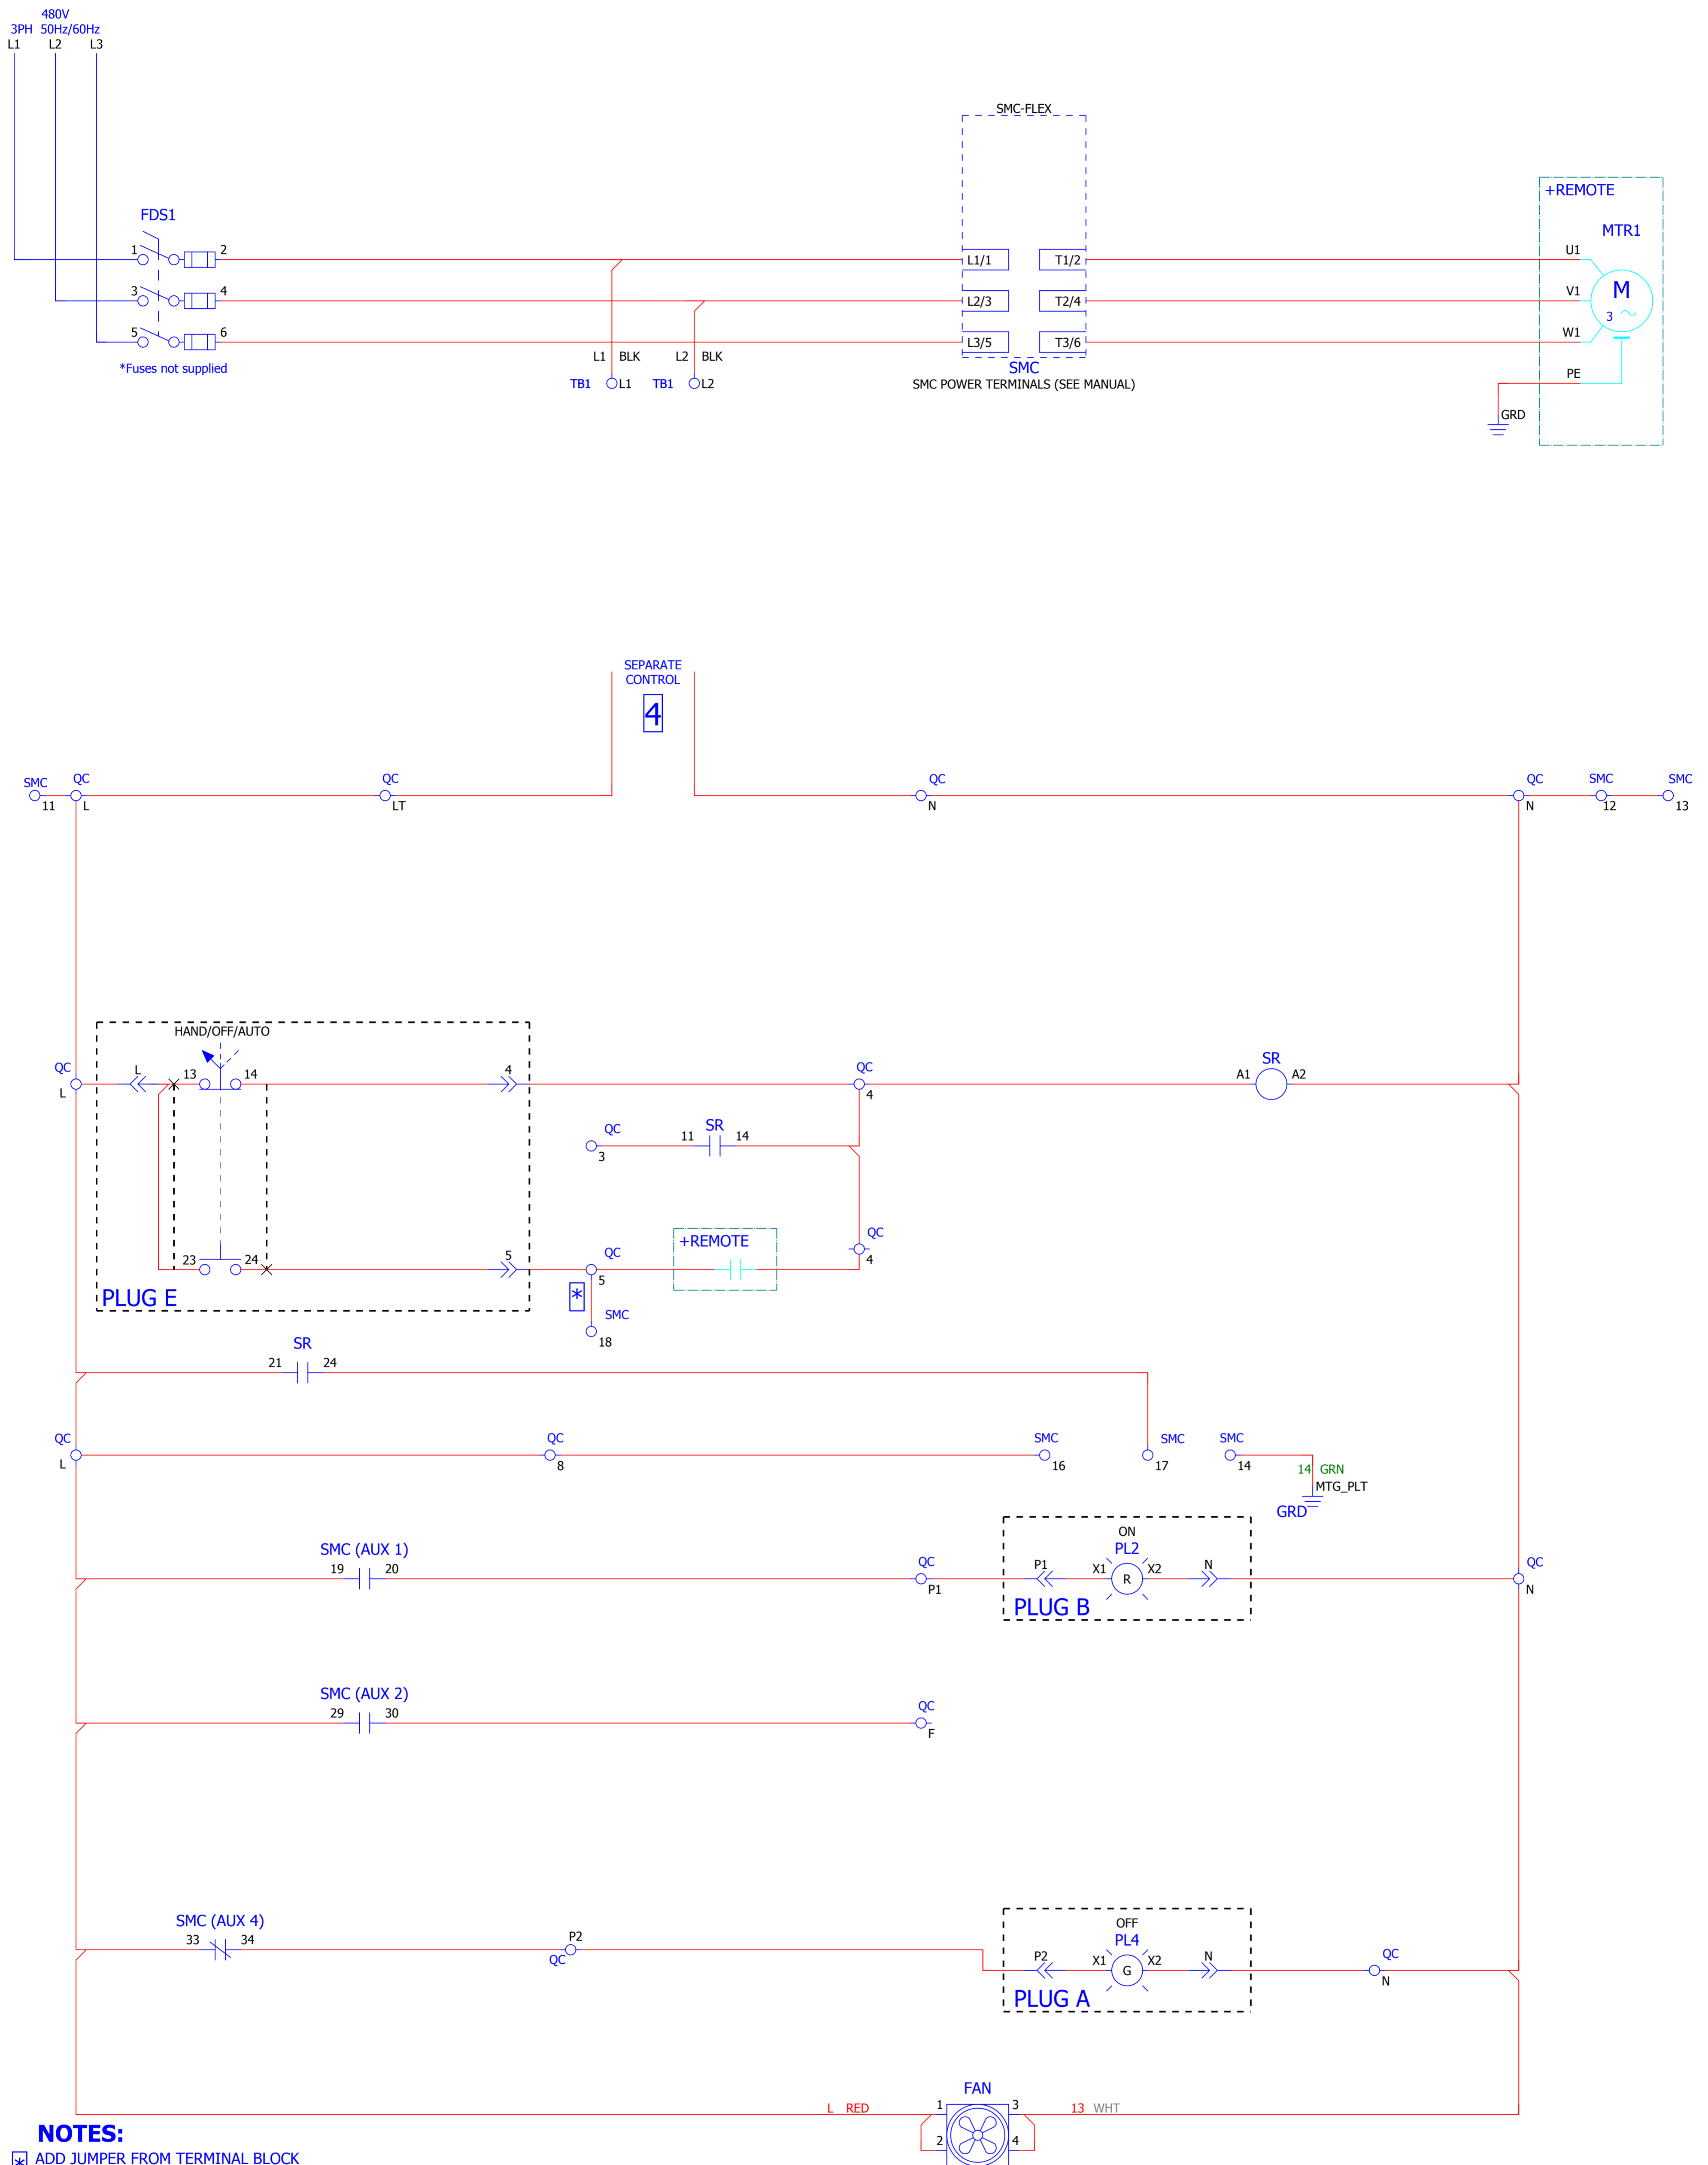 480V
3PH 50Hz/60Hz
L1 L2 L3
SMC-FLEX
+REMOTE
FDS1
MTR1
1 2 L1/1 T1/2 U1
M
3 4 L2/3 T2/4 V1
3
5 6 L3/5 T3/6 W1
L1 BLK L2 BLK
*Fuses not supplied
SMC
PE
TB1 L1 TB1 L2
SMC POWER TERMINALS (SEE MANUAL)
GRD
SEPARATE
CONTROL
4
SMC QC QC QC QC SMC SMC
11 L LT N N 12 13
HAND/OFF/AUTO
QC L 13 14 4 QC SR
L 4 A1 A2
QC 11 SR 14
3
+REMOTE QC
23 24 5 QC 4
5
PLUG E
*
SMC
18
SR
21 24
QC QC SMC SMC SMC
L 8 16 17 14
14 GRN
MTG_PLT
GRD
ON
SMC (AUX 1) PL2
19 20 QC P1 X1 R X2 N QC
P1 N
PLUG B
SMC (AUX 2)
29 30 QC
F
SMC (AUX 4) OFF
33 34 P2 PL4
QC P2 X1 G X2 N QC
N
PLUG A
FAN
L RED 1 3 13 WHT
2 4
NOTES:
* ADD JUMPER FROM TERMINAL BLOCK